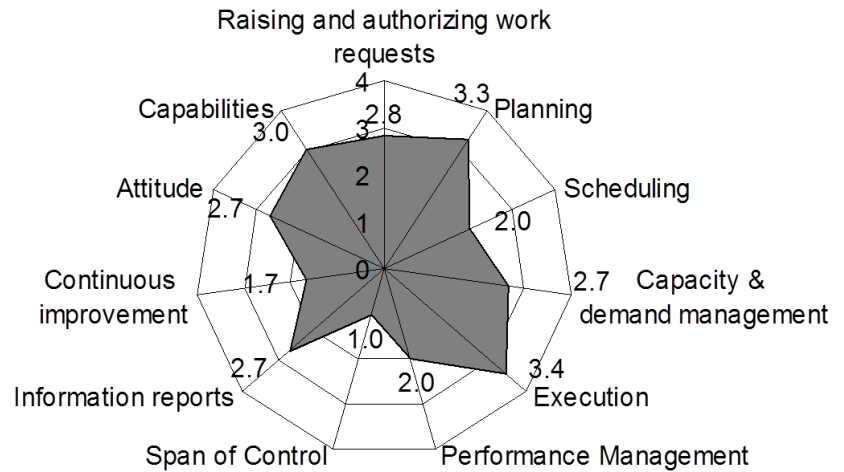 Raising and authorizing work
requests
4
3.3
Planning
Capabilities
2.8
3.0
3
2
Attitude
Scheduling
2.7
2.0
1
0
Continuous
improvement
1.7
2.7
Capacity &
demand management
1.0
2.7
3.4
2.0
Information reports
Execution
Span of Control
Performance Management